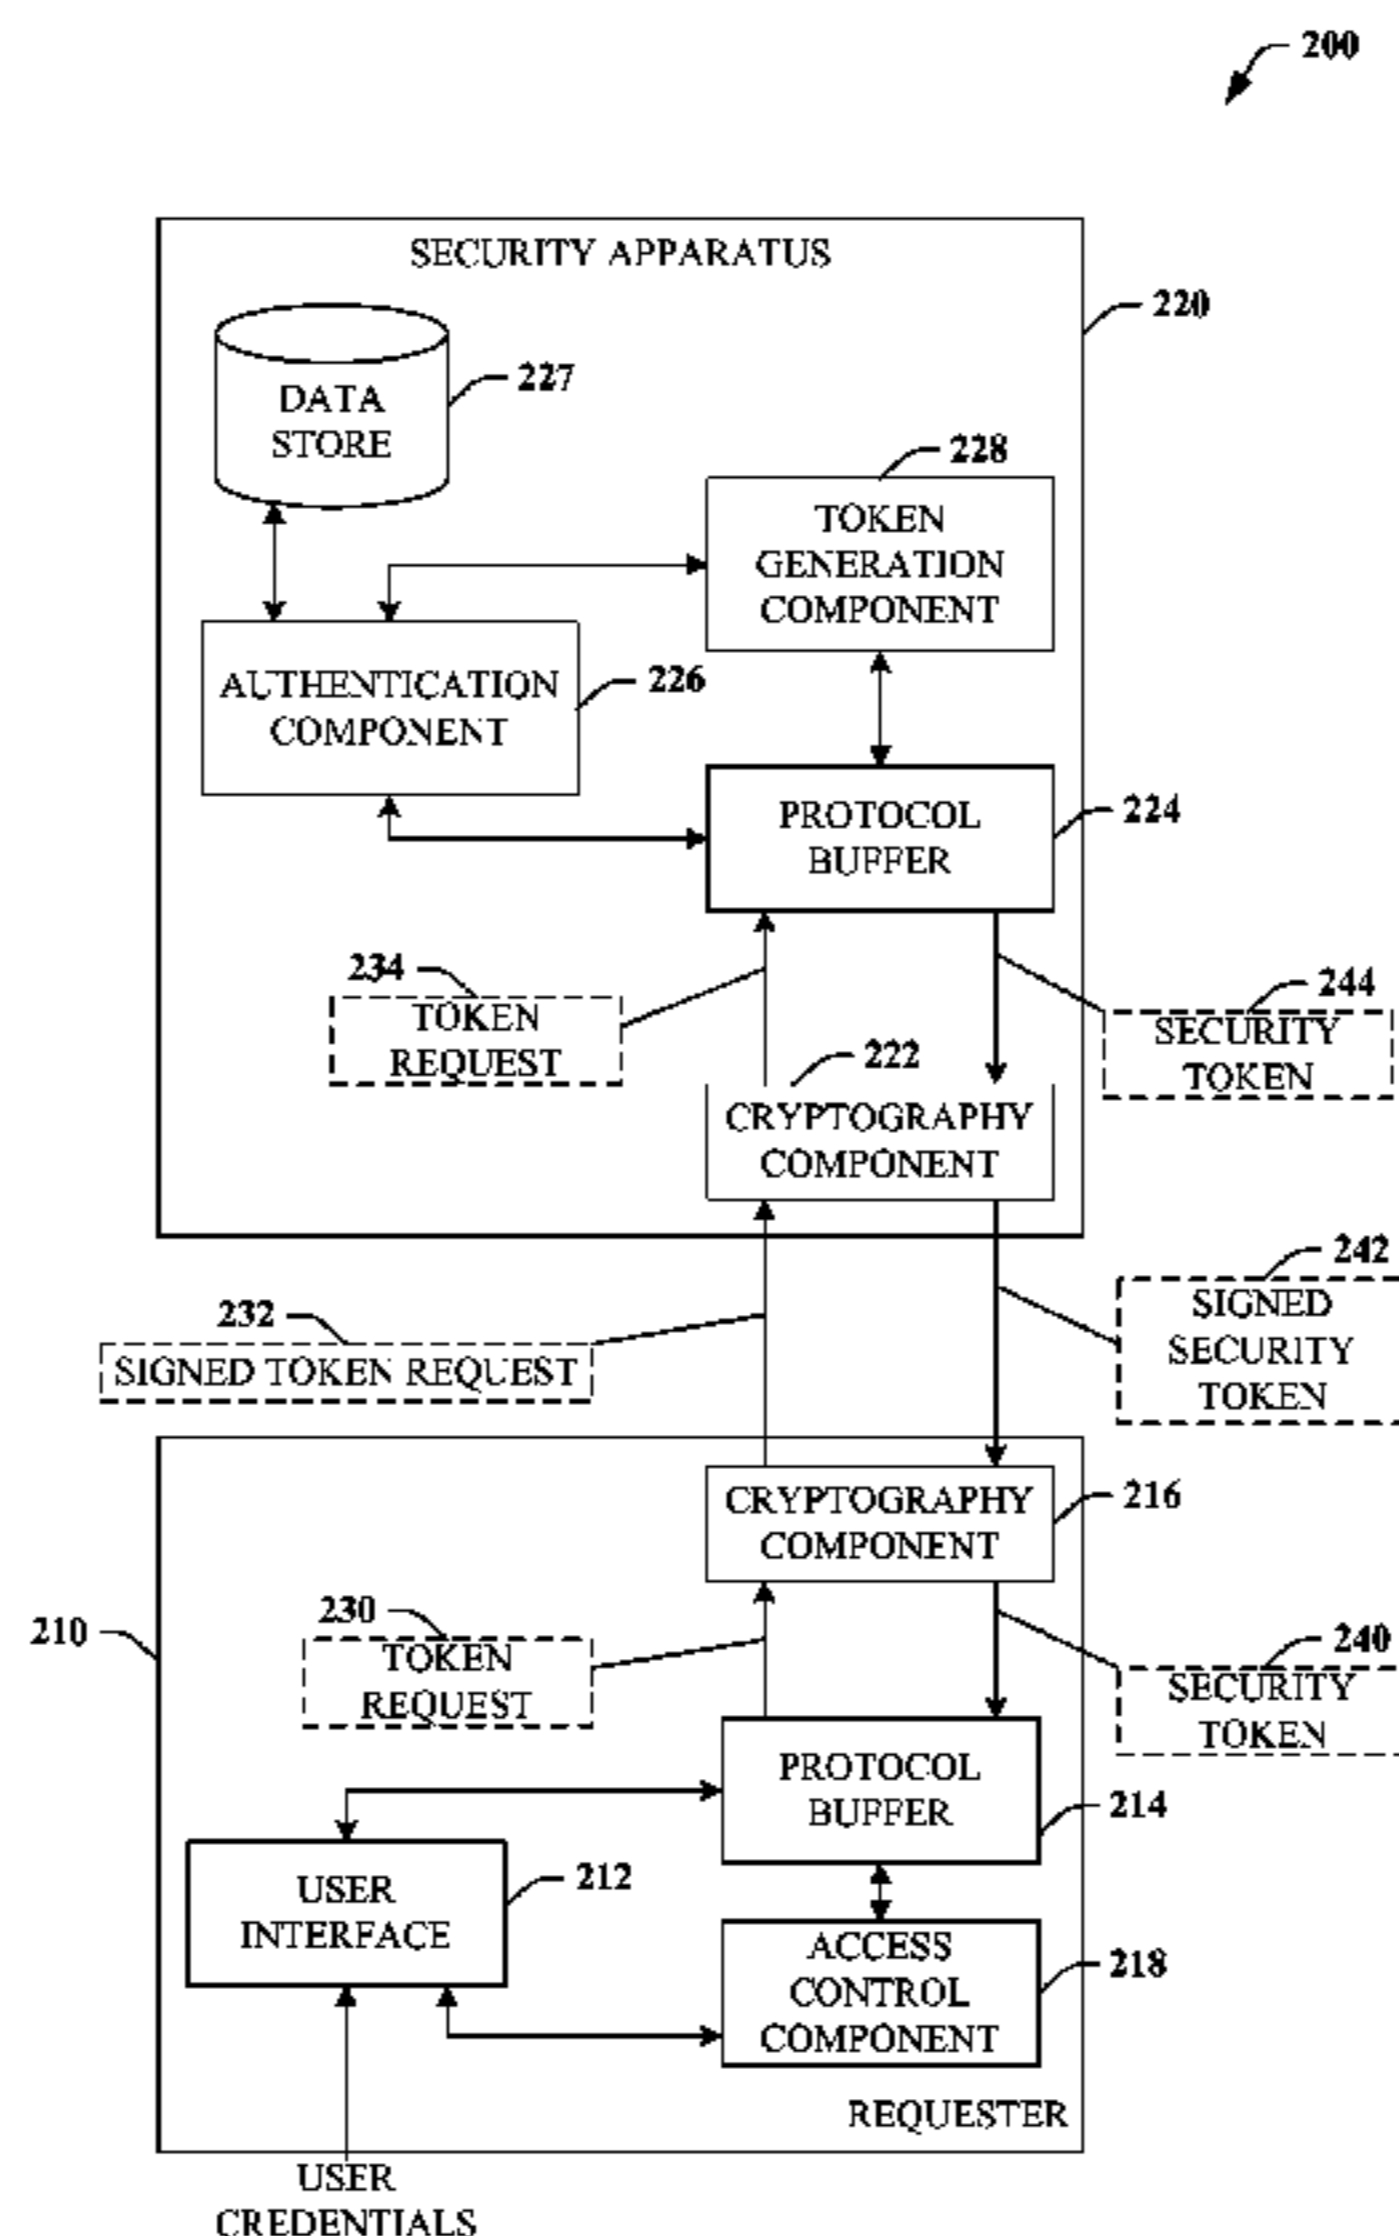 200
SECURITY APPARATUS
220
DATA
STORE
227
228
TOKEN
GENERATION
COMPONENT
AUTHENTICATION
COMPONENT
226
PROTOCOL
BUFFER
224
234
TOKEN
REQUEST
244
SECURITY
TOKEN
222
CRYPTOGRAPHY
COMPONENT
242
SIGNED
SECURITY
TOKEN
232
SIGNED TOKEN REQUEST
CRYPTOGRAPHY
COMPONENT
216
210
230
TOKEN
REQUEST
240
SECURITY
TOKEN
PROTOCOL
BUFFER
214
USER
INTERFACE
212
ACCESS
CONTROL
COMPONENT
218
REQUESTER
USER
CREDENTIALS